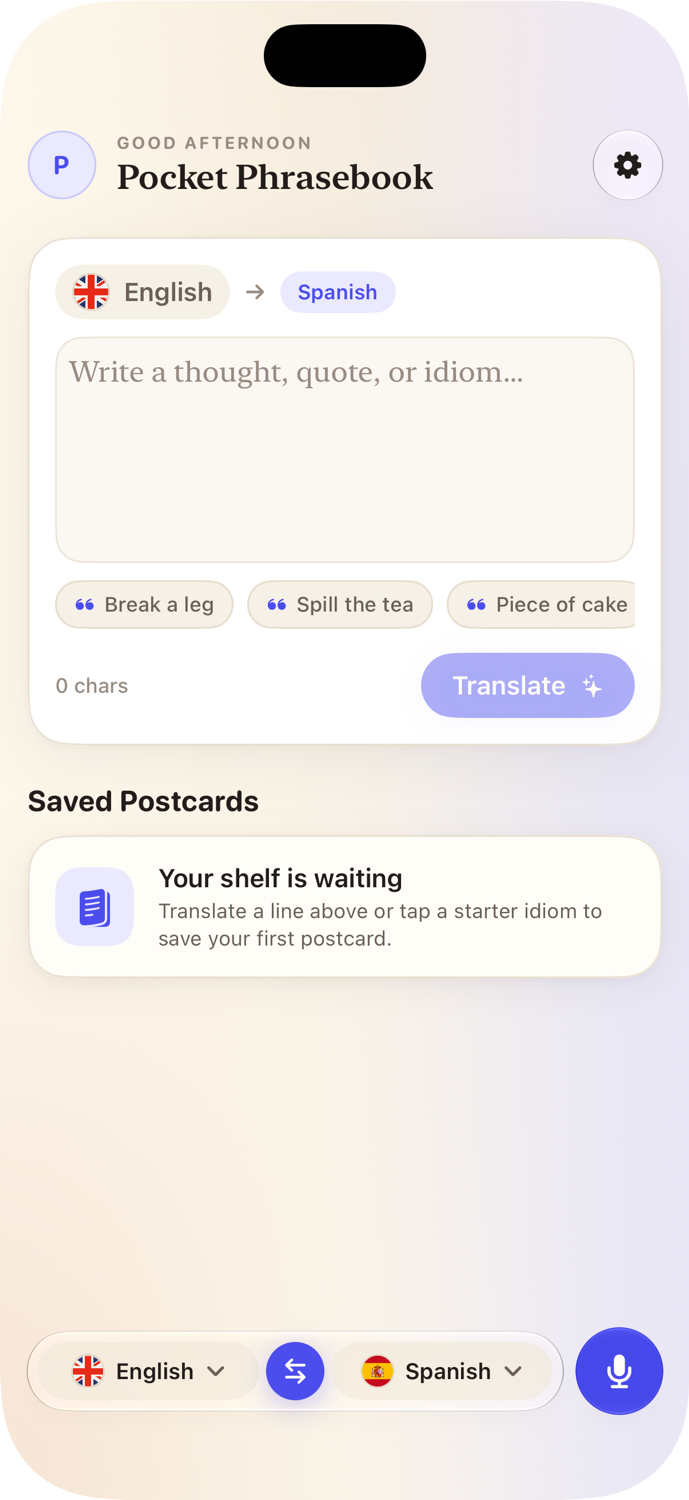 GOOD AFTERNOON
P
Pocket Phrasebook
English
Spanish
Write a thought, quote, or idiom...
Break a leg
Spill the tea
Piece of cake
0 chars
Translate
Saved Postcards
Your shelf is waiting
Translate a line above or tap a starter idiom to
save your first postcard.
English
Spanish